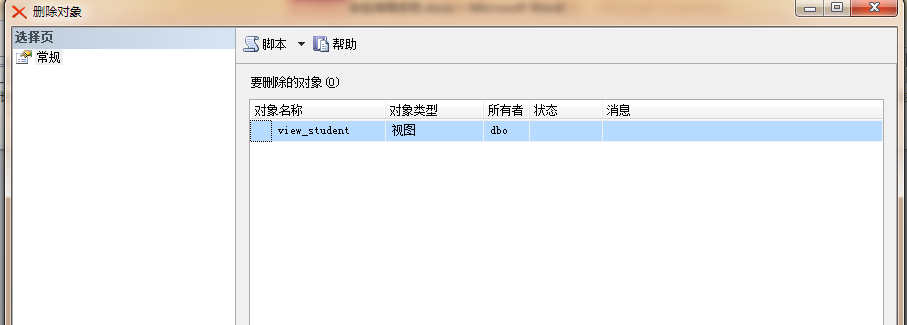 删除对象
选择页
常规
脚本 帮助
要删除的对象(O)
对象名称 对象类型 所有者 状态 消息
view_student 视图 dbo